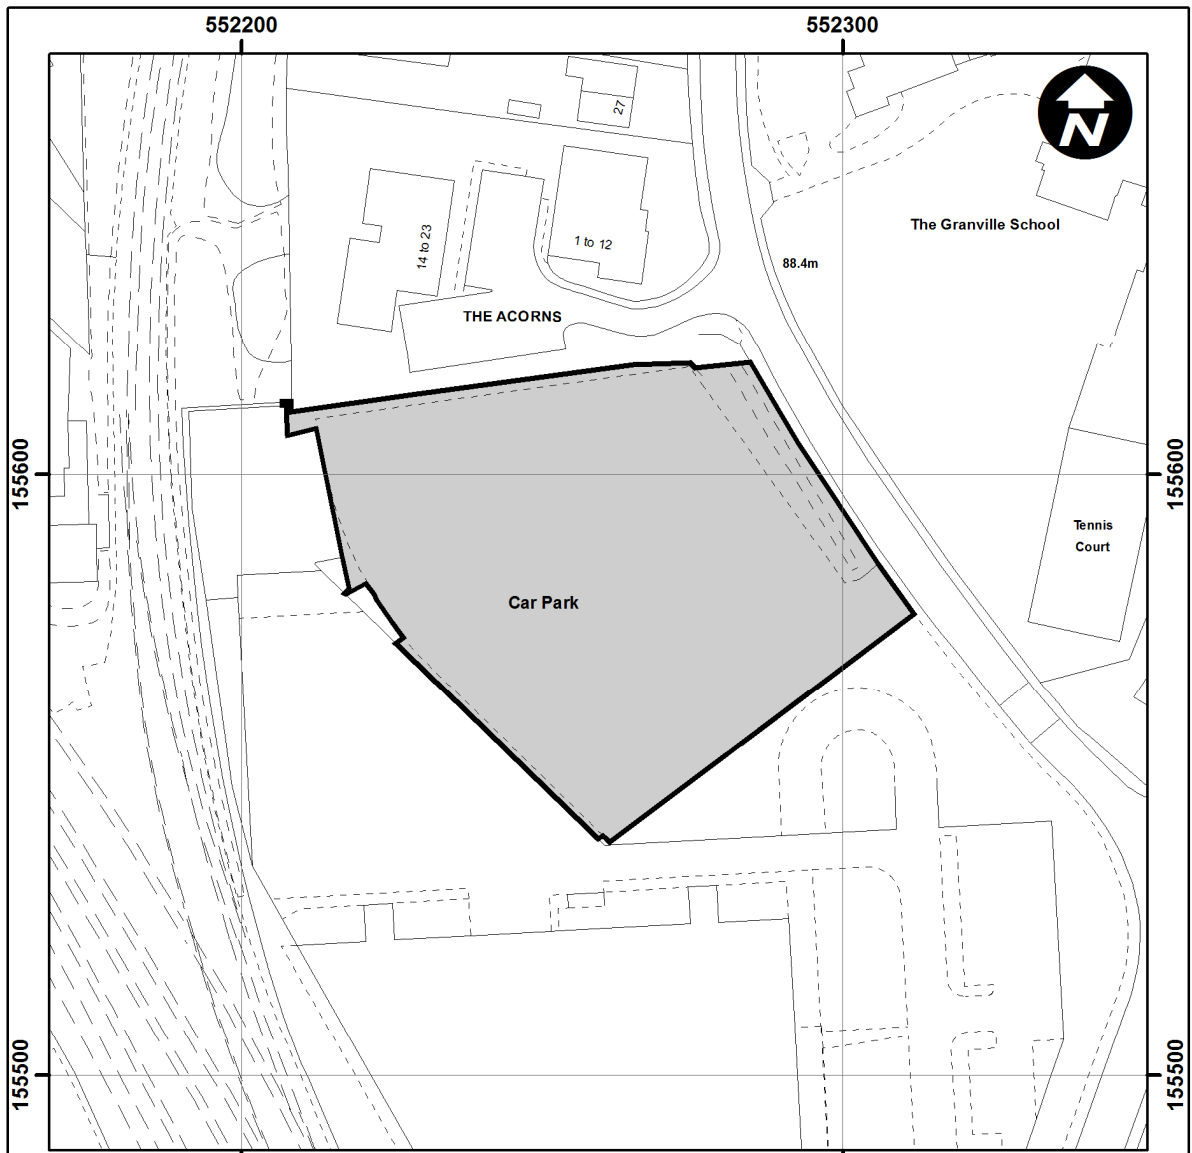 552200
552300
27
N
The Granville School
14 to 23
1 to 12
88.4m
THE ACORNS
155600
155600
Tennis
Court
Car Park
155500
155500